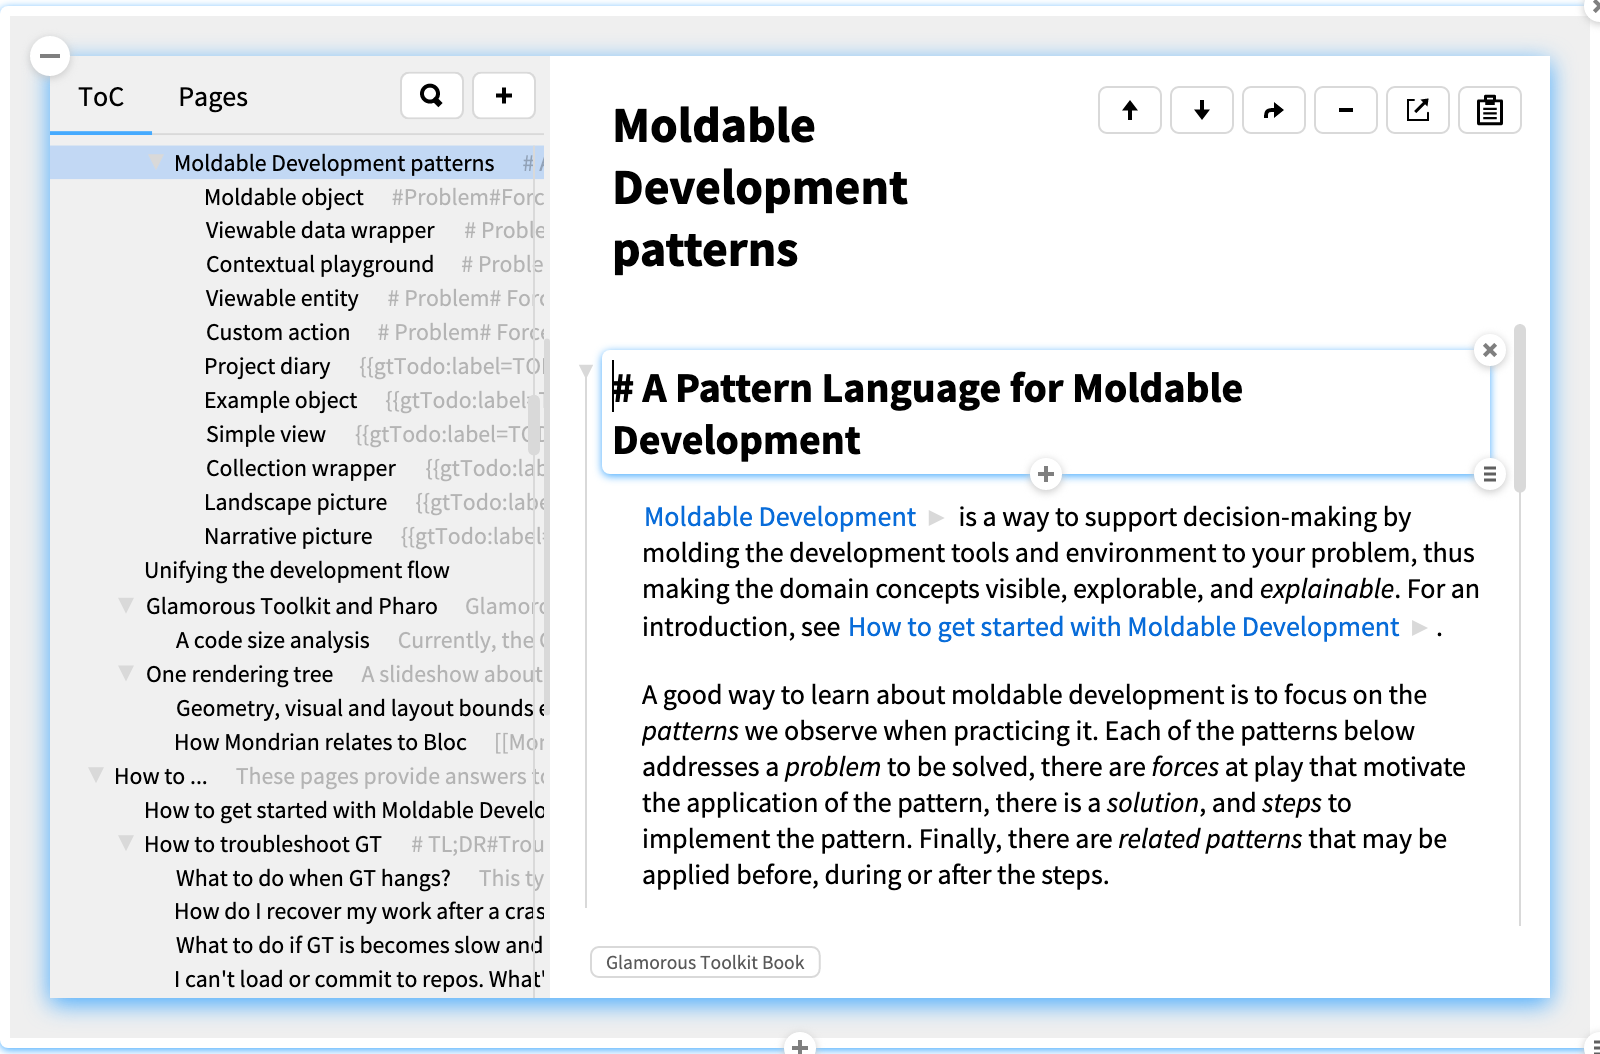 ToC Pages
Moldable Development patterns #
Moldable object #Problem#Forc
Viewable data wrapper # Proble
Contextual playground # Proble
Viewable entity # Problem# Forc
Custom action # Problem# Force
Project diary {{gtTodo:label=TO
Example object {{gtTodo:label
Simple view {{gtTodo:label=TO
Collection wrapper {{gtTodo:lab
Landscape picture {{gtTodo:labe
Narrative picture {{gtTodo:label
Unifying the development flow
Glamorous Toolkit and Pharo Glamoro
A code size analysis Currently, the
One rendering tree A slideshow about
Geometry, visual and layout bounds
How Mondrian relates to Bloc [[Mon
How to ... These pages provide answers to
How to get started with Moldable Develo
How to troubleshoot GT # TL;DR#Trou
What to do when GT hangs? This ty
How do I recover my work after a cras
What to do if GT is becomes slow and
I can't load or commit to repos. What'
Moldable
Development
patterns
# A Pattern Language for Moldable
Development
Moldable Development is a way to support decision-making by
molding the development tools and environment to your problem, thus
making the domain concepts visible, explorable, and explainable. For an
introduction, see How to get started with Moldable Development .
A good way to learn about moldable development is to focus on the
patterns we observe when practicing it. Each of the patterns below
addresses a problem to be solved, there are forces at play that motivate
the application of the pattern, there is a solution, and steps to
implement the pattern. Finally, there are related patterns that may be
applied before, during or after the steps.
Glamorous Toolkit Book